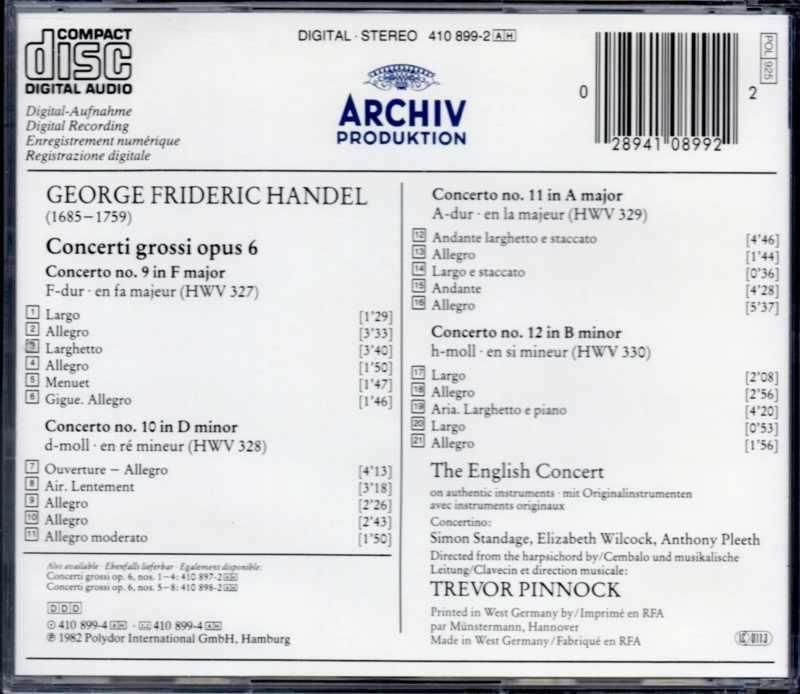 COMPACT
disc
DIGITAL AUDIO
Digital-Aufnahme
Digital Recording
Enregistrement numérique
Registrazione digitale
DIGITAL · STEREO 410 899-2 AH
ARCHIV
PRODUKTION
0 28941 08992 2
POL 925
GEORGE FRIDERIC HANDEL
(1685–1759)
Concerti grossi opus 6
Concerto no. 9 in F major
F-dur · en fa majeur (HWV 327)
1 Largo [1'29]
2 Allegro [3'33]
3 Larghetto [3'40]
4 Allegro [1'50]
5 Menuet [1'47]
6 Gigue. Allegro [1'46]
Concerto no. 10 in D minor
d-moll · en ré mineur (HWV 328)
7 Ouverture – Allegro [4'13]
8 Air. Lentement [3'18]
9 Allegro [2'26]
10 Allegro [2'43]
11 Allegro moderato [1'50]
Also available · Ebenfalls lieferbar · Egalement disponible:
Concerti grossi op. 6, nos. 1–4: 410 897-2 AH
Concerti grossi op. 6, nos. 5–8: 410 898-2 AH
DDD
410 899-4 AH · 410 899-4 AH
℗ 1982 Polydor International GmbH, Hamburg
Concerto no. 11 in A major
A-dur · en la majeur (HWV 329)
12 Andante larghetto e staccato [4'46]
13 Allegro [1'44]
14 Largo e staccato [0'36]
15 Andante [4'28]
16 Allegro [5'37]
Concerto no. 12 in B minor
h-moll · en si mineur (HWV 330)
17 Largo [2'08]
18 Allegro [2'56]
19 Aria. Larghetto e piano [4'20]
20 Largo [0'53]
21 Allegro [1'56]
The English Concert
on authentic instruments · mit Originalinstrumenten
avec instruments originaux
Concertino:
Simon Standage, Elizabeth Wilcock, Anthony Pleeth
Directed from the harpsichord by/Cembalo und musikalische
Leitung/Clavecin et direction musicale:
TREVOR PINNOCK
Printed in West Germany by/Imprimé en RFA
par Münstermann, Hannover
Made in West Germany/Fabriqué en RFA
LC 0113